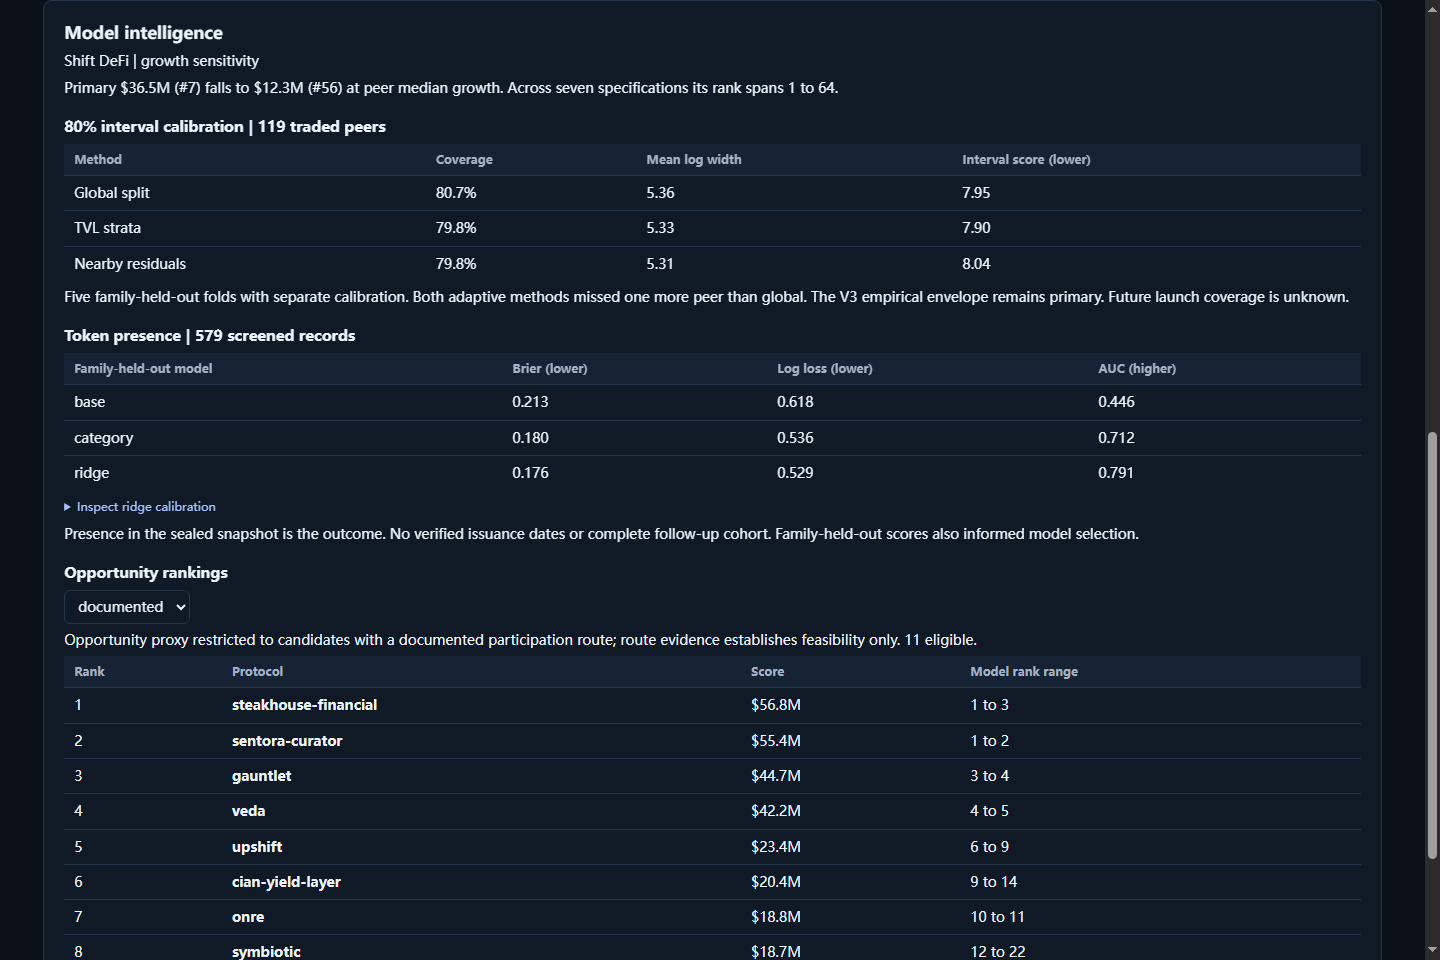 Model intelligence
Shift DeFi | growth sensitivity
Primary $36.5M (#7) falls to $12.3M (#56) at peer median growth. Across seven specifications its rank spans 1 to 64.
80% interval calibration | 119 traded peers
Method Coverage Mean log width Interval score (lower)
Global split 80.7% 5.36 7.95
TVL strata 79.8% 5.33 7.90
Nearby residuals 79.8% 5.31 8.04
Five family-held-out folds with separate calibration. Both adaptive methods missed one more peer than global. The V3 empirical envelope remains primary. Future launch coverage is unknown.
Token presence | 579 screened records
Family-held-out model Brier (lower) Log loss (lower) AUC (higher)
base 0.213 0.618 0.446
category 0.180 0.536 0.712
ridge 0.176 0.529 0.791
Inspect ridge calibration
Presence in the sealed snapshot is the outcome. No verified issuance dates or complete follow-up cohort. Family-held-out scores also informed model selection.
Opportunity rankings
documented
Opportunity proxy restricted to candidates with a documented participation route; route evidence establishes feasibility only. 11 eligible.
Rank Protocol Score Model rank range
1 steakhouse-financial $56.8M 1 to 3
2 sentora-curator $55.4M 1 to 2
3 gauntlet $44.7M 3 to 4
4 veda $42.2M 4 to 5
5 upshift $23.4M 6 to 9
6 cian-yield-layer $20.4M 9 to 14
7 onre $18.8M 10 to 11
8 symbiotic $18.7M 12 to 22